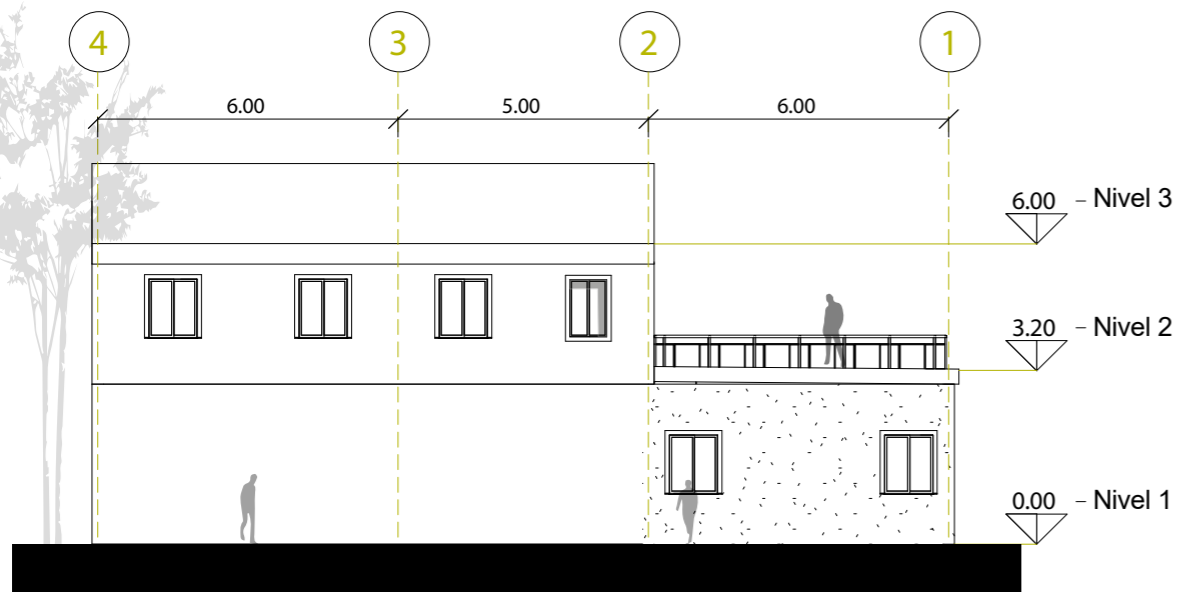 4 3 2 1
6.00 5.00 6.00
6.00 – Nivel 3
3.20 – Nivel 2
0.00 – Nivel 1